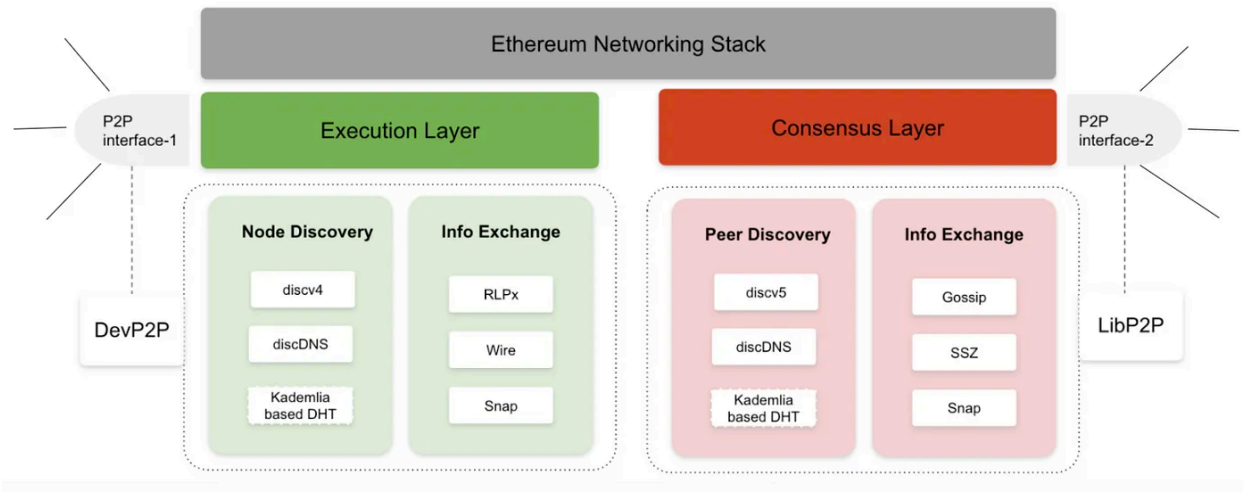 Ethereum Networking Stack
P2P
interface-1
Execution Layer
Consensus Layer
P2P
interface-2
Node Discovery
discv4
discDNS
Kademlia
based DHT
Info Exchange
RLPx
Wire
Snap
Peer Discovery
discv5
discDNS
Kademlia
based DHT
Info Exchange
Gossip
SSZ
Snap
DevP2P
LibP2P